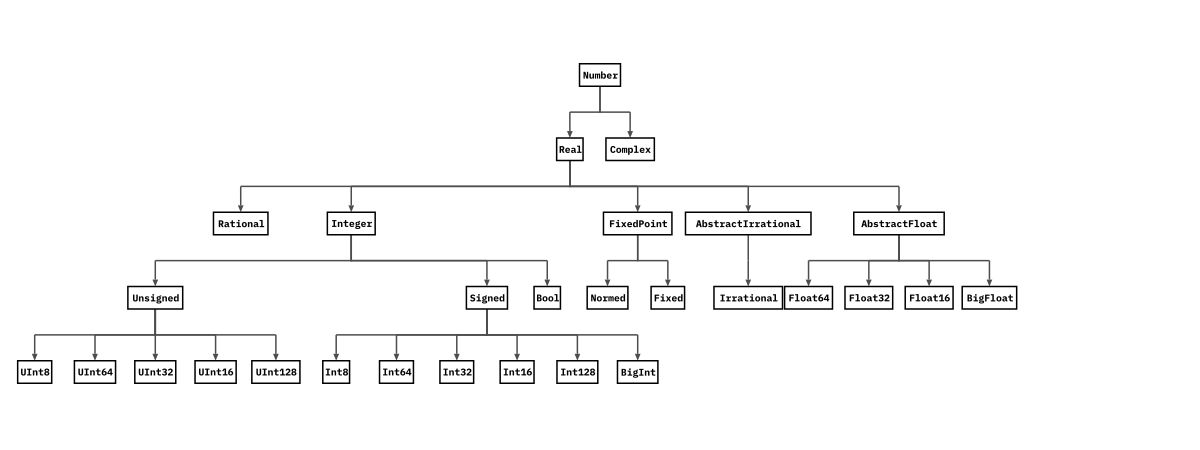 Number
Real Complex
Rational Integer FixedPoint AbstractIrrational AbstractFloat
Unsigned Signed Bool Normed Fixed Irrational Float64 Float32 Float16 BigFloat
UInt8 UInt64 UInt32 UInt16 UInt128 Int8 Int64 Int32 Int16 Int128 BigInt